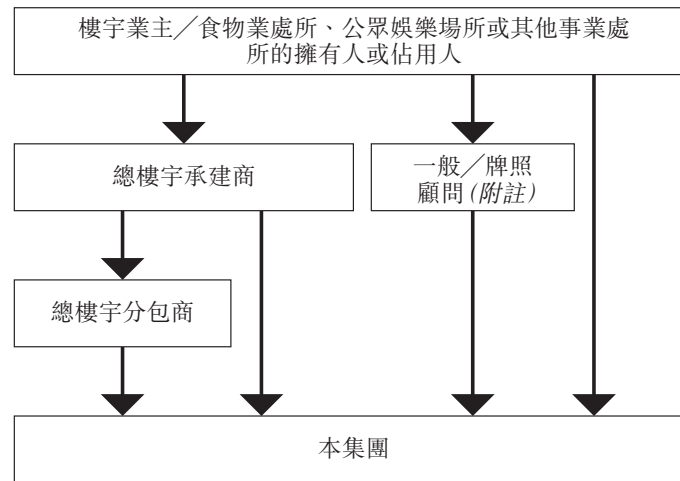 樓宇業主／食物業處所、公眾娛樂場所或其他事業處
所的擁有人或佔用人
總樓宇承建商
一般／牌照
顧問(附註)
總樓宇分包商
本集團